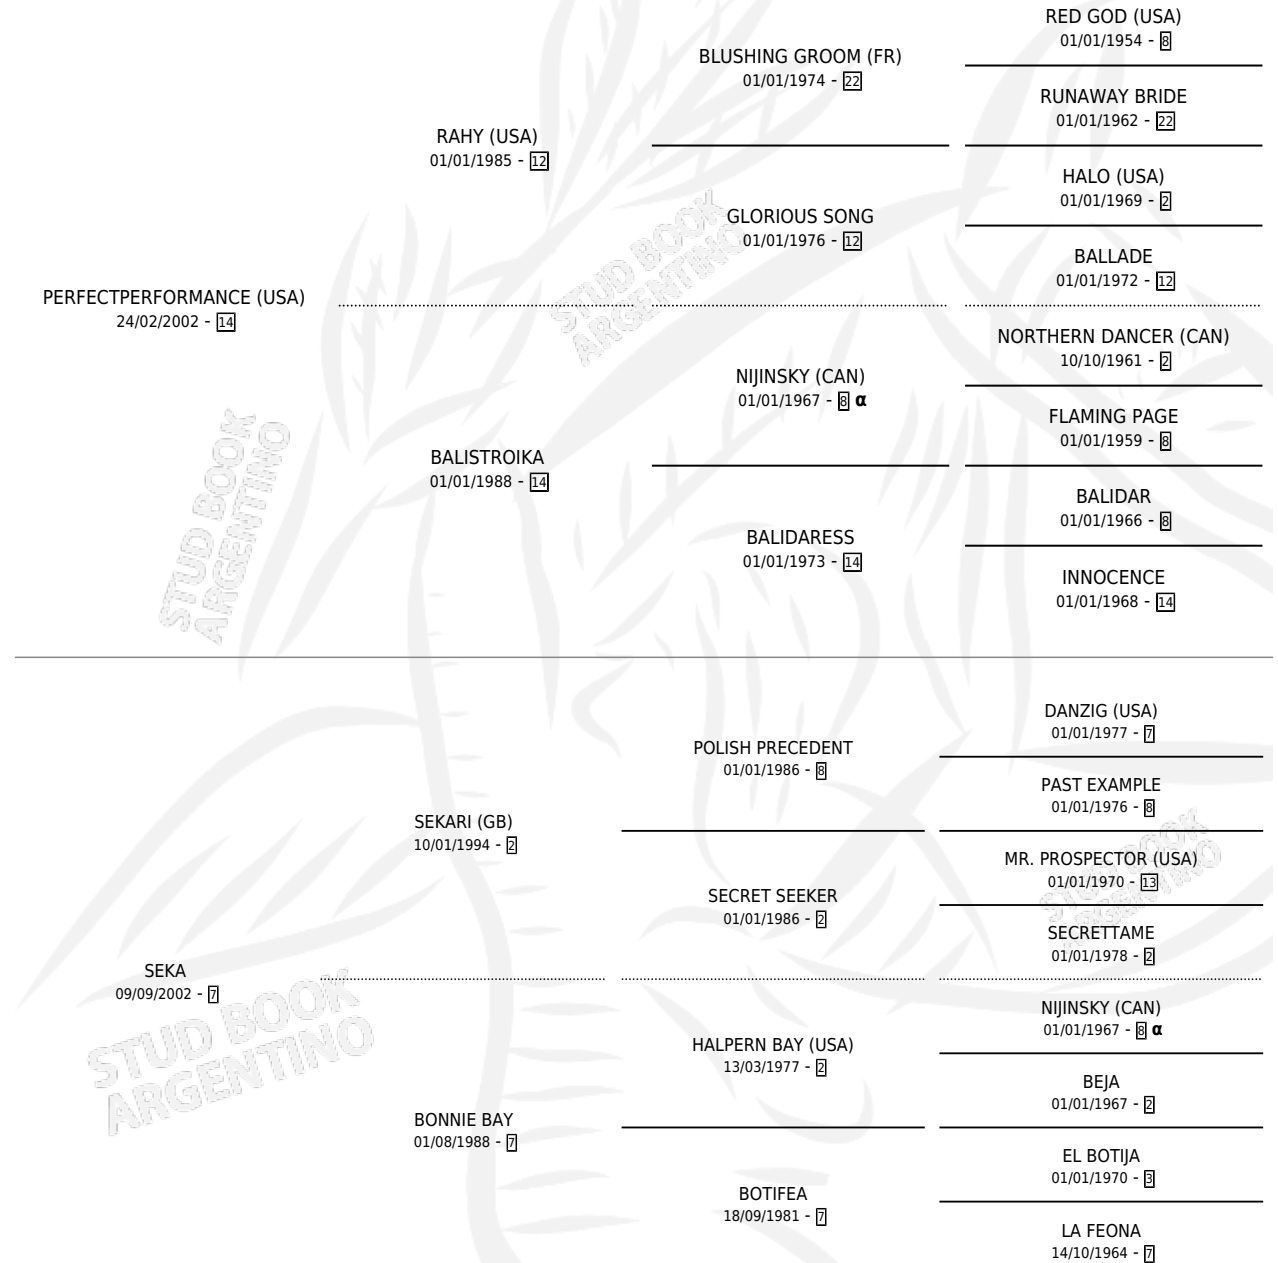 RED GOD (USA)
01/01/1954 - 8
BLUSHING GROOM (FR)
01/01/1974 - 22
RUNAWAY BRIDE
01/01/1962 - 22
RAHY (USA)
01/01/1985 - 12
HALO (USA)
01/01/1969 - 2
GLORIOUS SONG
01/01/1976 - 12
BALLADE
01/01/1972 - 12
PERFECTPERFORMANCE (USA)
24/02/2002 - 14
NORTHERN DANCER (CAN)
10/10/1961 - 2
NIJINSKY (CAN)
01/01/1967 - 8 α
FLAMING PAGE
01/01/1959 - 8
BALISTROIKA
01/01/1988 - 14
BALIDAR
01/01/1966 - 8
BALIDARESS
01/01/1973 - 14
INNOCENCE
01/01/1968 - 14
STUD BOOK
ARGENTINO
STUD BOOK
ARGENTINO
DANZIG (USA)
01/01/1977 - 7
POLISH PRECEDENT
01/01/1986 - 8
PAST EXAMPLE
01/01/1976 - 8
SEKARI (GB)
10/01/1994 - 2
MR. PROSPECTOR (USA)
01/01/1970 - 13
SECRET SEEKER
01/01/1986 - 2
SECRETTAME
01/01/1978 - 2
STUD BOOK
ARGENTINO
SEKA
09/09/2002 - 7
NIJINSKY (CAN)
01/01/1967 - 8 α
HALPERN BAY (USA)
13/03/1977 - 2
BEJA
01/01/1967 - 2
BONNIE BAY
01/08/1988 - 7
EL BOTIJA
01/01/1970 - 3
BOTIFEA
18/09/1981 - 7
LA FEONA
14/10/1964 - 7
STUD BOOK
ARGENTINO